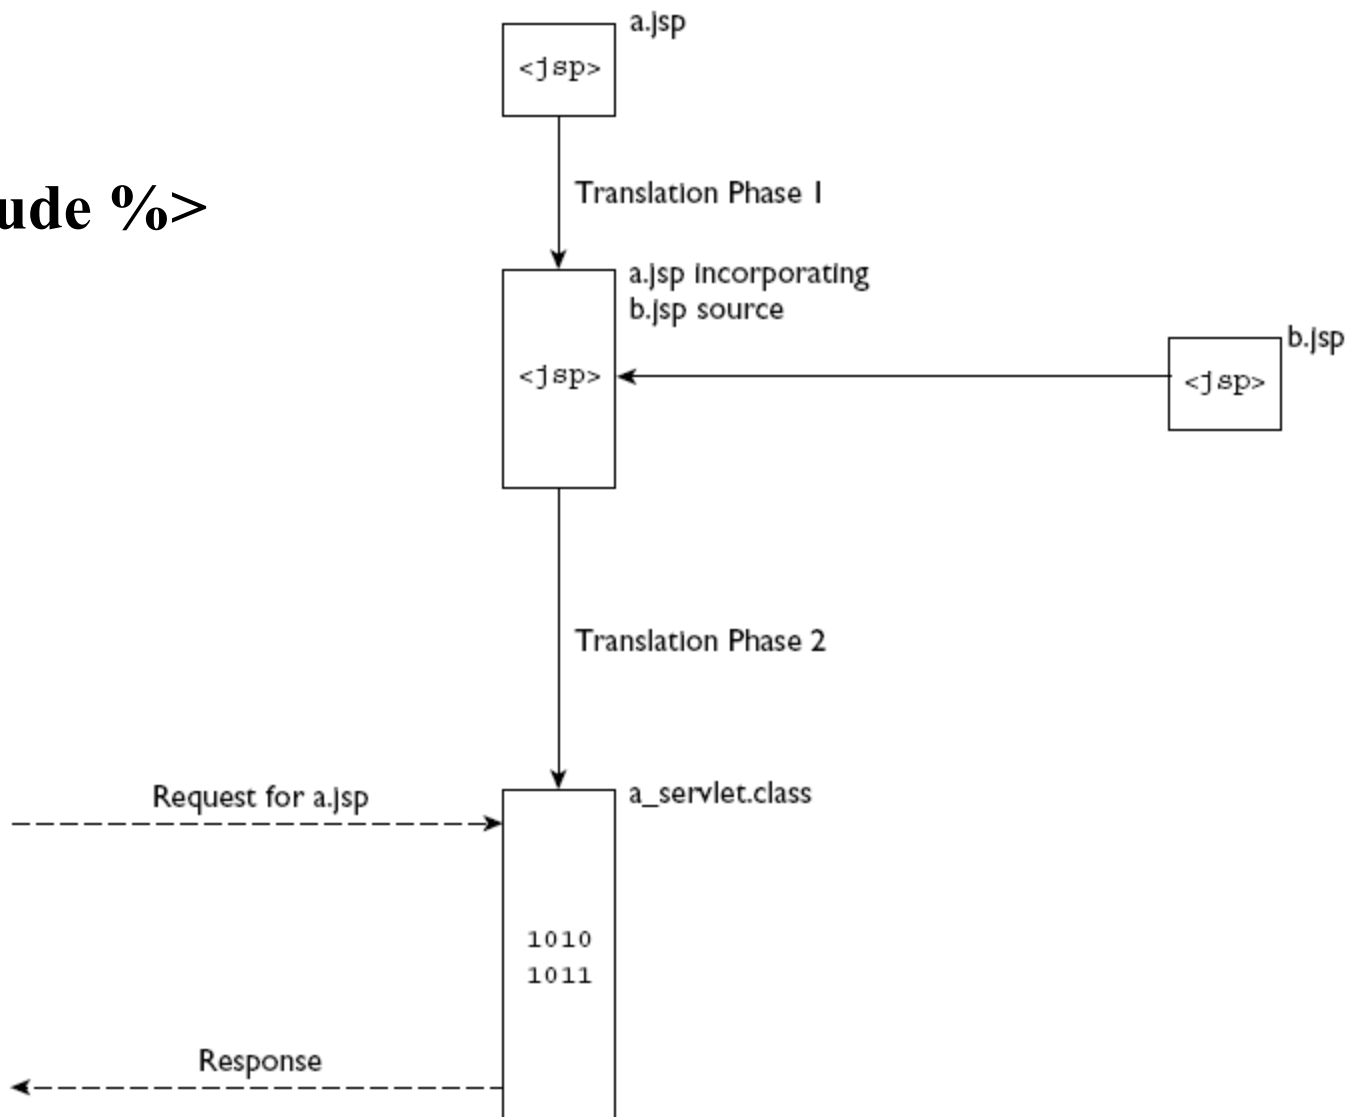 a.jsp
<jsp>
ude %>
Translation Phase 1
a.jsp incorporating
b.jsp source
<jsp>
b.jsp
<jsp>
Translation Phase 2
Request for a.jsp
a_servlet.class
1010
1011
Response